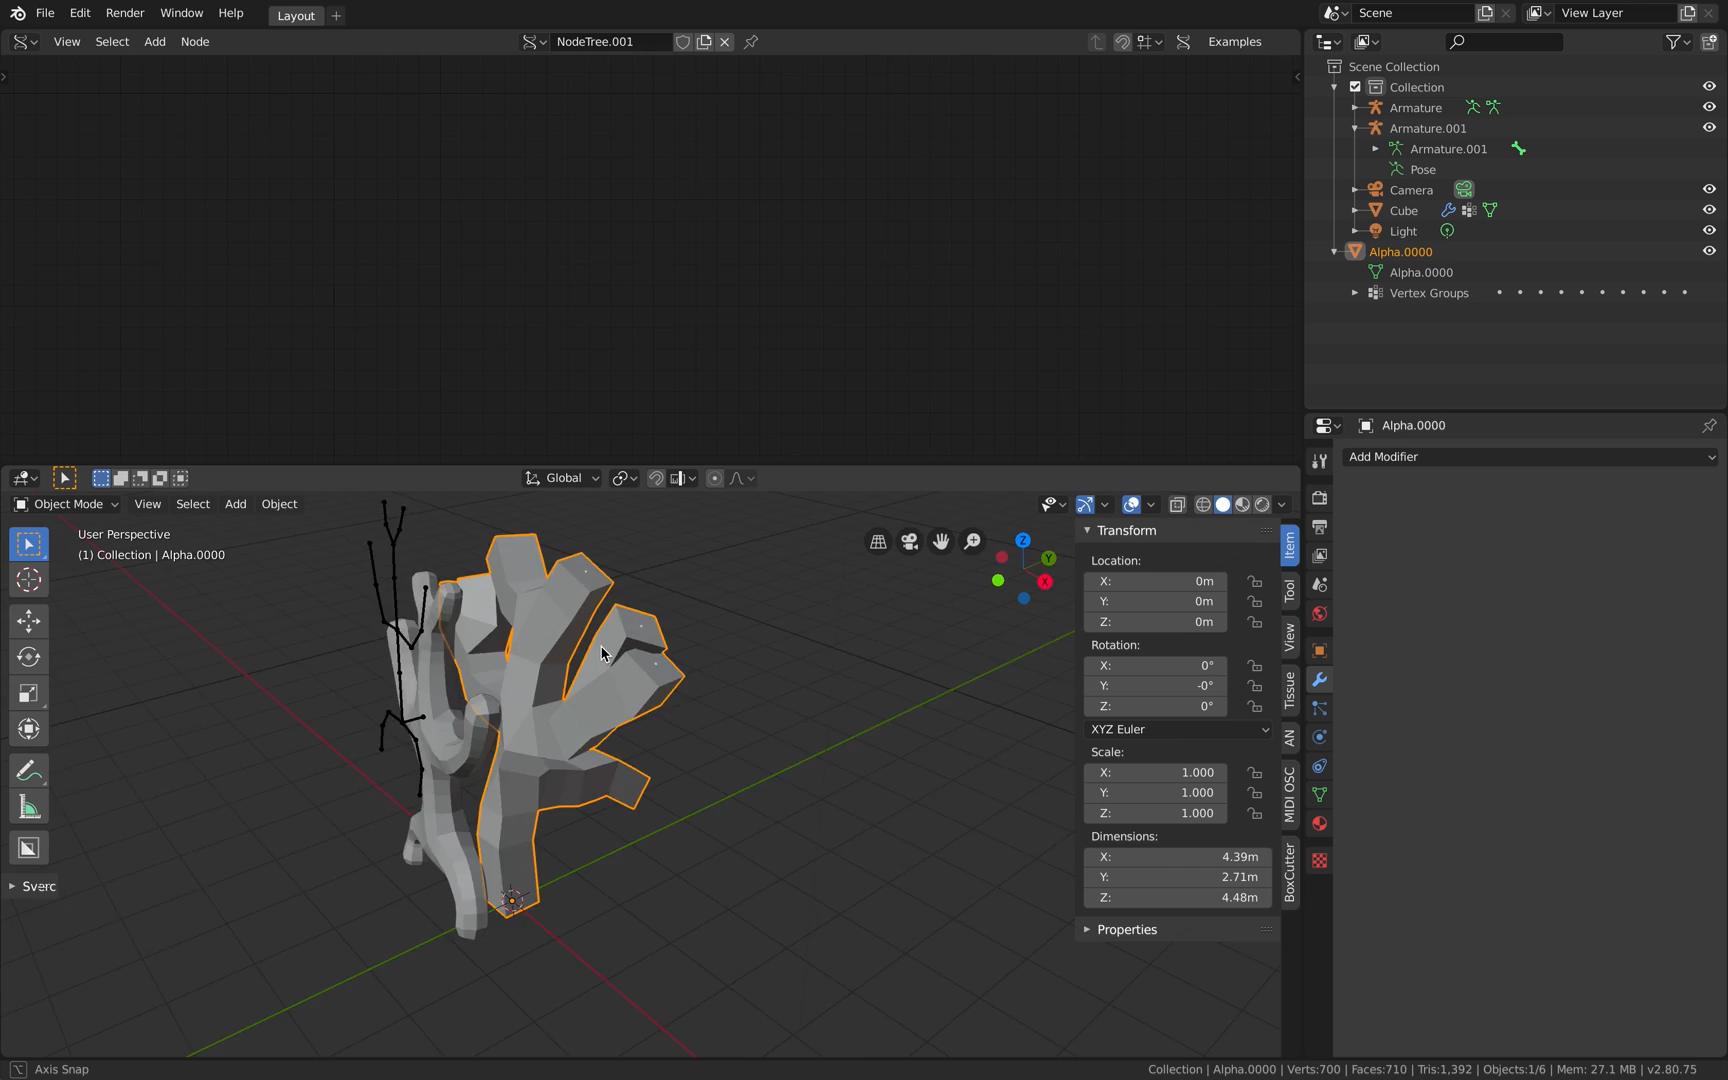 File Edit Render Window Help Layout Scene View Layer
View Select Add Node NodeTree.001 Examples
Scene Collection
Collection
Armature
Armature.001
Armature.001
Pose
Camera
Cube
Light
Alpha.0000
Alpha.0000
Vertex Groups
Alpha.0000
Add Modifier
Global
Object Mode View Select Add Object
User Perspective
(1) Collection | Alpha.0000
Z
Y
X
Transform
Location:
X: 0m
Y: 0m
Z: 0m
Rotation:
X: 0°
Y: -0°
Z: 0°
XYZ Euler
Scale:
X: 1.000
Y: 1.000
Z: 1.000
Dimensions:
X: 4.39m
Y: 2.71m
Z: 4.48m
Properties
Item
Tool
View
Tissue
AN
MIDI OSC
BoxCutter
Axis Snap
Collection | Alpha.0000 | Verts:700 | Faces:710 | Tris:1,392 | Objects:1/6 | Mem: 27.1 MB | v2.80.75